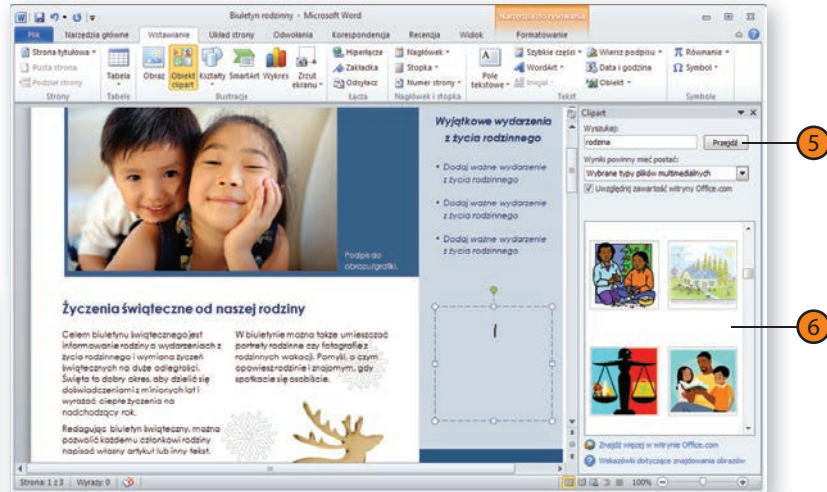 Biuletyn rodzinny - Microsoft Word
Narzędzia do rysowania
Plik Narzędzia główne Wstawianie Układ strony Odwołania Korespondencja Recenzja Widok Formatowanie
Strona tytułowa
Pusta strona
Podział strony
Strony
Tabela
Tabele
Obraz
Obiekt clipart
Kształty
SmartArt
Wykres
Zrzut ekranu
Ilustracje
Hiperłącze
Zakładka
Odsyłacz
Łącza
Nagłówek
Stopka
Numer strony
Nagłówek i stopka
Pole tekstowe
Szybkie części
WordArt
Inicjał
Wiersz podpisu
Data i godzina
Obiekt
Tekst
Równanie
Symbol
Symbole
Podpis do
obrazu/grafiki.
Wyjątkowe wydarzenia
z życia rodzinnego
• Dodaj ważne wydarzenie
z życia rodzinnego
• Dodaj ważne wydarzenie
z życia rodzinnego
• Dodaj ważne wydarzenie
z życia rodzinnego
Życzenia świąteczne od naszej rodziny
Celem biuletynu świątecznego jest
informowanie rodziny o wydarzeniach z
życia rodzinnego i wymiana życzeń
świątecznych na duże odległości.
Święta to dobry okres, aby dzielić się
doświadczeniami z minionych lat i
wyrażać ciepłe życzenia na
nadchodzący rok.
Redagując biuletyn świąteczny, można
pozwolić każdemu członkowi rodziny
napisać własny artykuł lub inny tekst.
W biuletynie można także umieszczać
portrety rodzinne czy fotografie z
rodzinnych wakacji. Pomyśl, o czym
opowiesz rodzinie i znajomym, gdy
spotkacie się osobiście.
Clipart
Wyszukaj:
rodzina
Przejdź
Wyniki powinny mieć postać:
Wybrane typy plików multimedialnych
Uwzględnij zawartość witryny Office.com
Znajdź więcej w witrynie Office.com
Wskazówki dotyczące znajdowania obrazów
5
6
Strona: 1 z 3 Wyrazy: 0 100%